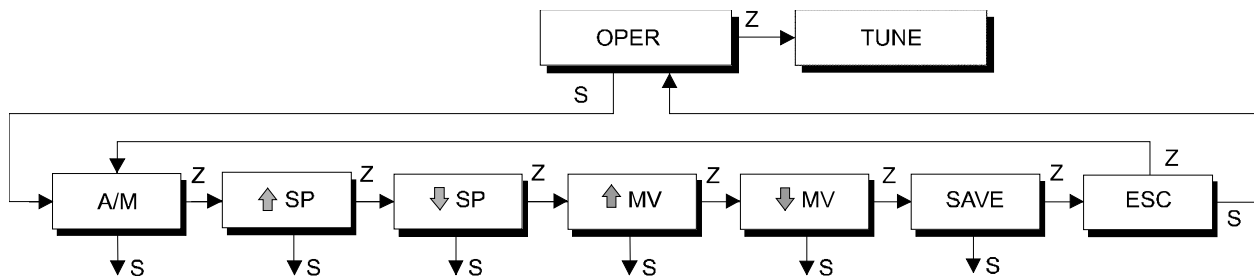 OPER Z TUNE
S
Z
A/M Z SP Z SP Z MV Z MV Z SAVE Z ESC S
S S S S S S